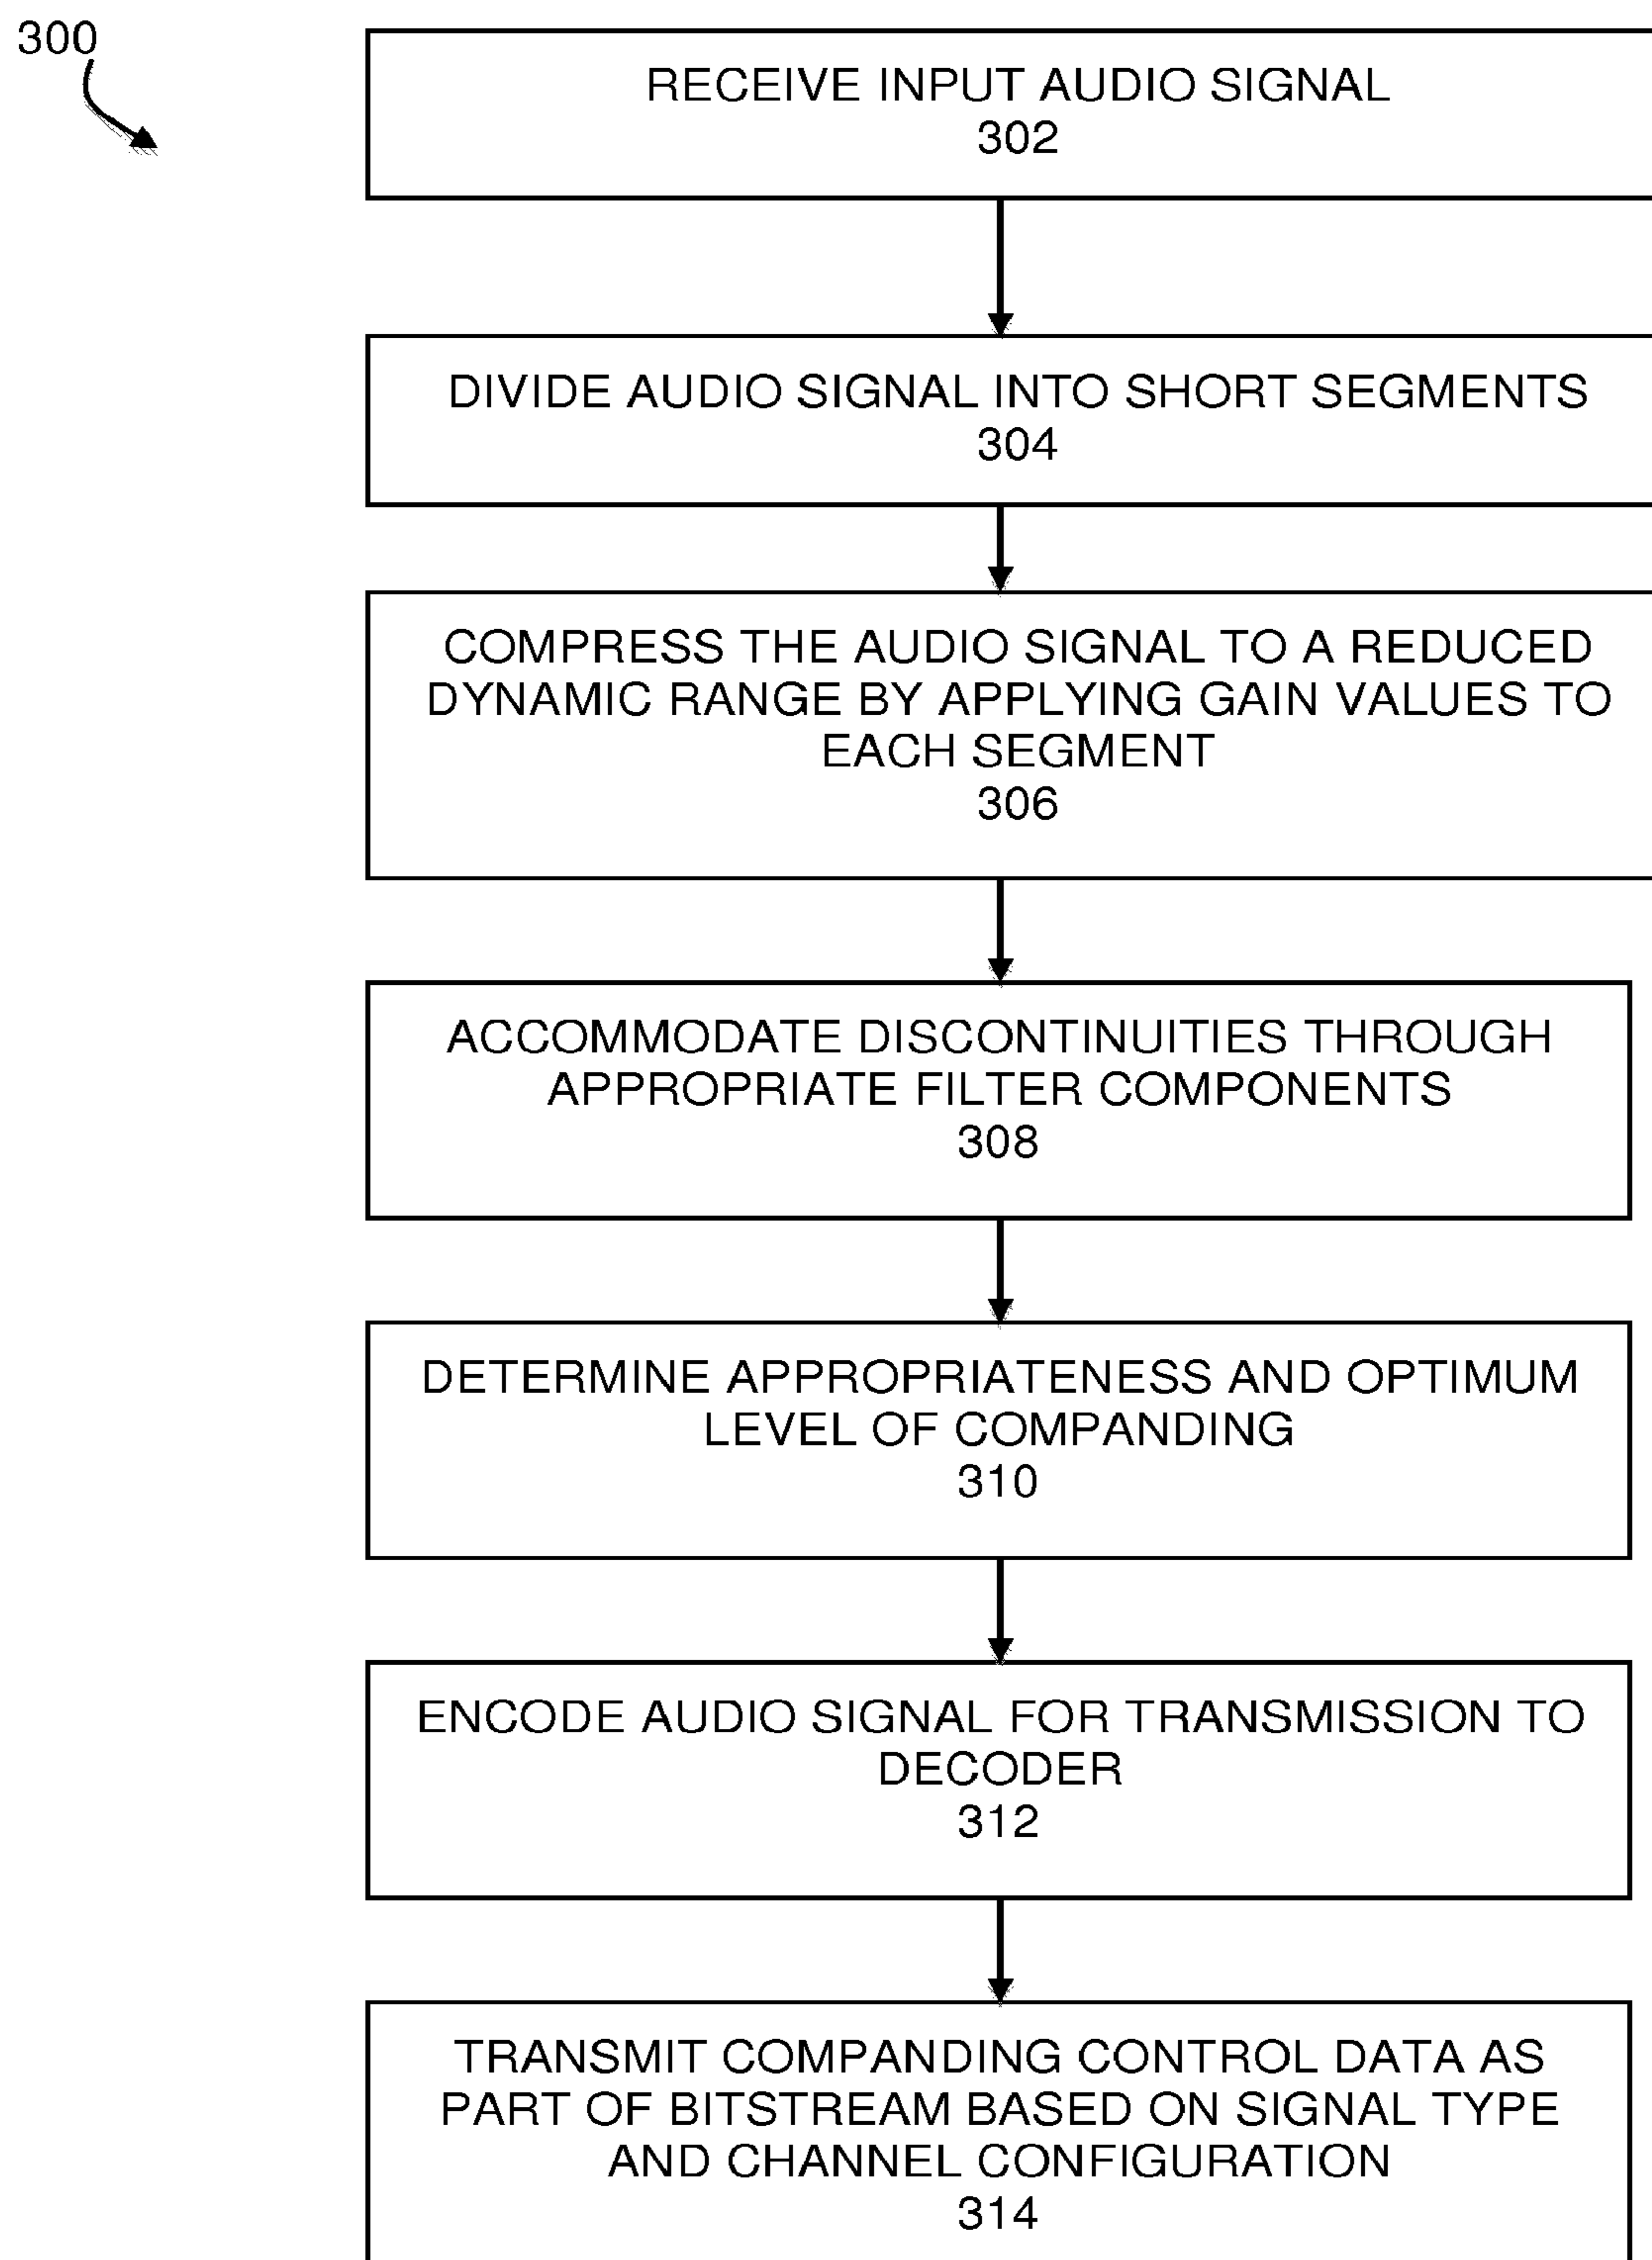 300
RECEIVE INPUT AUDIO SIGNAL
302
DIVIDE AUDIO SIGNAL INTO SHORT SEGMENTS
304
COMPRESS THE AUDIO SIGNAL TO A REDUCED
DYNAMIC RANGE BY APPLYING GAIN VALUES TO
EACH SEGMENT
306
ACCOMMODATE DISCONTINUITIES THROUGH
APPROPRIATE FILTER COMPONENTS
308
DETERMINE APPROPRIATENESS AND OPTIMUM
LEVEL OF COMPANDING
310
ENCODE AUDIO SIGNAL FOR TRANSMISSION TO
DECODER
312
TRANSMIT COMPANDING CONTROL DATA AS
PART OF BITSTREAM BASED ON SIGNAL TYPE
AND CHANNEL CONFIGURATION
314